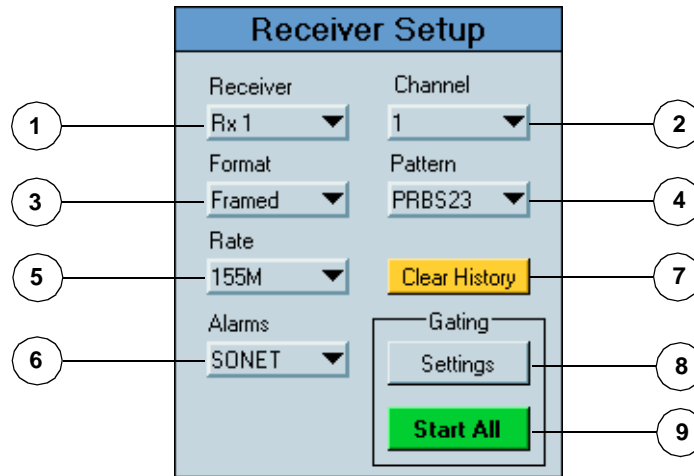 Receiver Setup
Receiver Channel
1 Rx 1 1 2
Format Pattern
3 Framed PRBS23 4
Rate
5 155M Clear History 7
Alarms Gating
6 SONET Settings 8
Start All 9